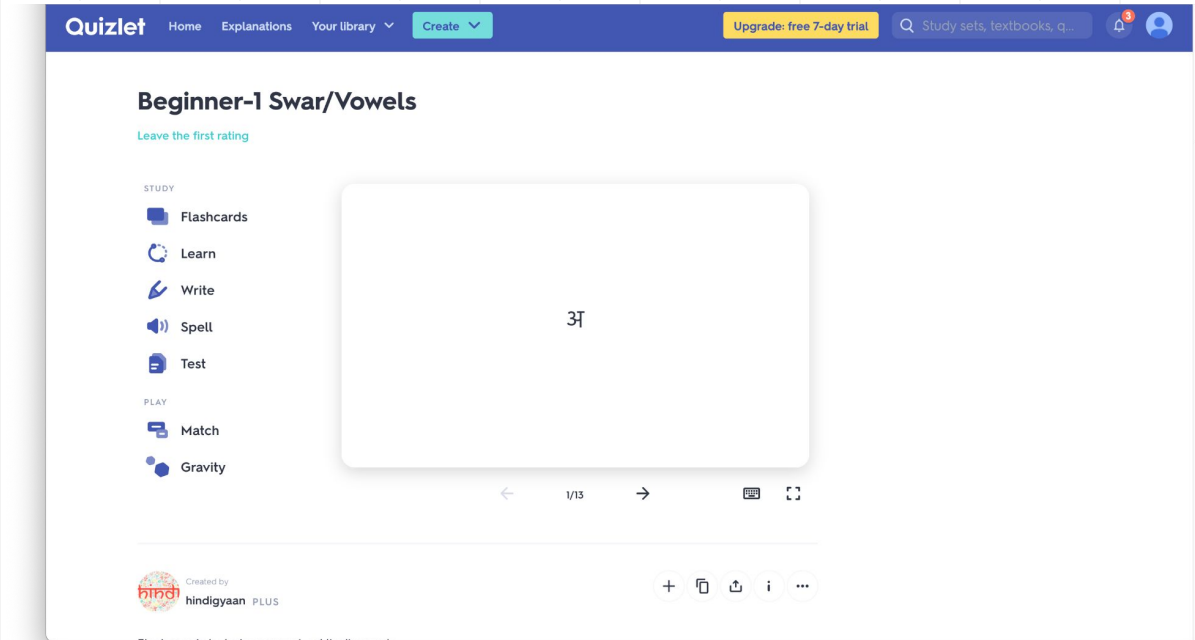 Quizlet Home Explanations Your library Create Upgrade: free 7-day trial Study sets, textbooks, q... 3
Beginner-1 Swar/Vowels
Leave the first rating
STUDY
Flashcards
Learn
Write
Spell
Test
PLAY
Match
Gravity
अ
1/13
hindi
Created by
hindigyaan PLUS